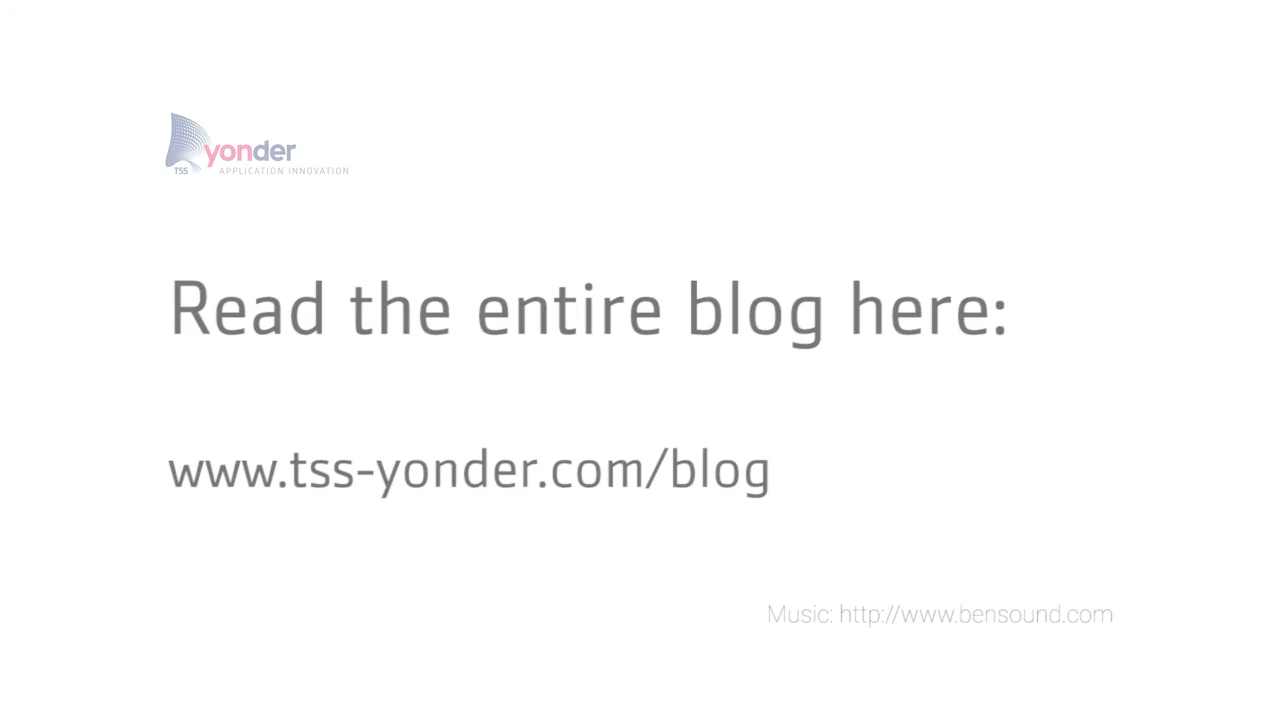 yonder
TSS APPLICATION INNOVATION
Read the entire blog here:
www.tss-yonder.com/blog
Music: http://www.bensound.com